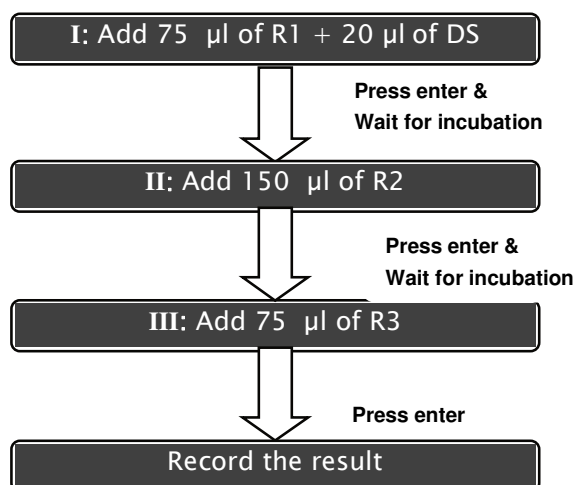 I: Add 75 µl of R1 + 20 µl of DS
Press enter &
Wait for incubation
II: Add 150 µl of R2
Press enter &
Wait for incubation
III: Add 75 µl of R3
Press enter
Record the result